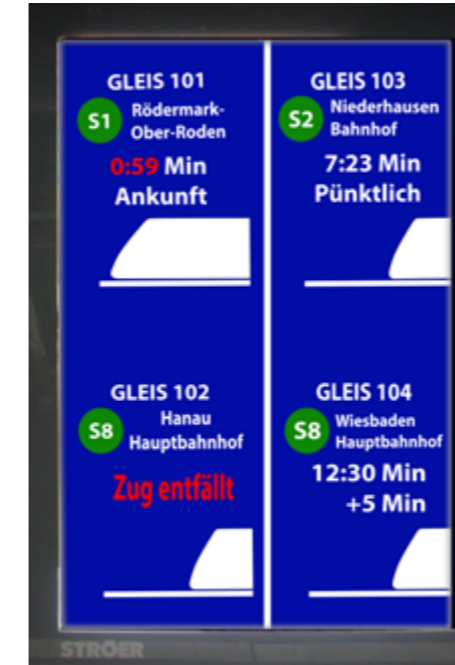 GLEIS 101
S1
Rödermark-
Ober-Roden
0:59 Min
Ankunft
GLEIS 103
S2
Niederhausen
Bahnhof
7:23 Min
Pünktlich
GLEIS 102
S8
Hanau
Hauptbahnhof
Zug entfällt
GLEIS 104
S8
Wiesbaden
Hauptbahnhof
12:30 Min
+5 Min
STRÖER